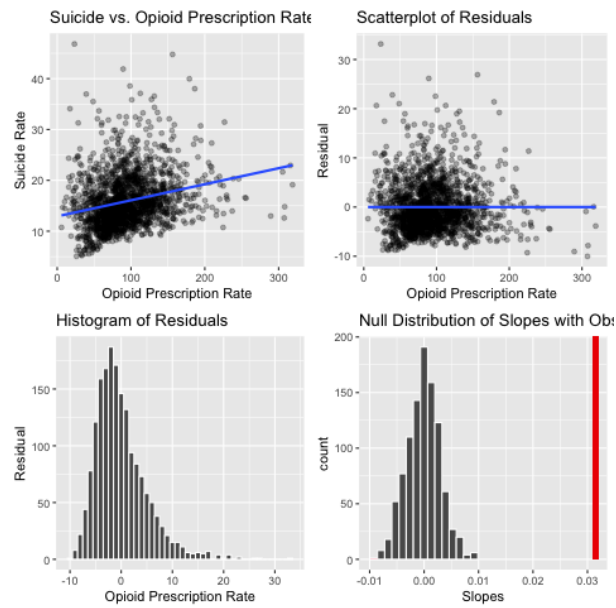 Suicide vs. Opioid Prescription Rate
Suicide Rate
40
30
20
10
0 100 200 300
Opioid Prescription Rate
Scatterplot of Residuals
Residual
30
20
10
0
-10
0 100 200 300
Opioid Prescription Rate
Histogram of Residuals
Residual
150
100
50
0
-10 0 10 20 30
Opioid Prescription Rate
Null Distribution of Slopes with Obs
count
200
150
100
50
0
-0.01 0.00 0.01 0.02 0.03
Slopes